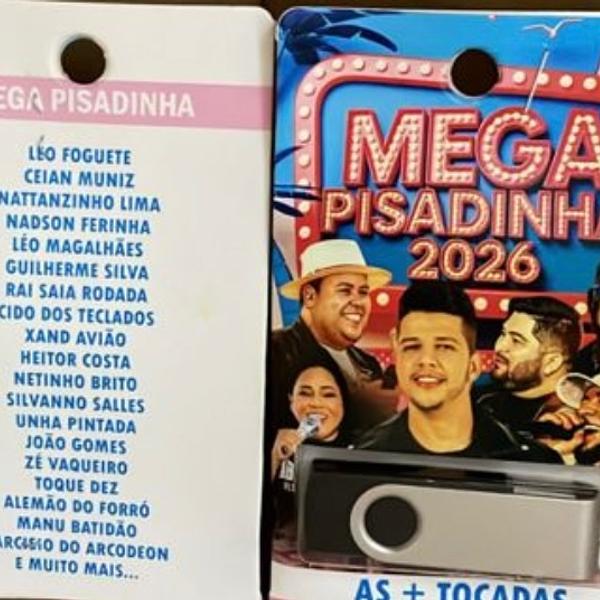 EGA PISADINHA
LÉO FOGUETE
CEIAN MUNIZ
NATTANZINHO LIMA
NADSON FERINHA
LÉO MAGALHÃES
GUILHERME SILVA
RAI SAIA RODADA
CIDO DOS TECLADOS
XAND AVIÃO
HEITOR COSTA
NETINHO BRITO
SILVANNO SALLES
UNHA PINTADA
JOÃO GOMES
ZÉ VAQUEIRO
TOQUE DEZ
ALEMÃO DO FORRÓ
MANU BATIDÃO
DO ARCODEON
E MUITO MAIS...
MEGA
PISADINHA
2026
AS + TOCADAS